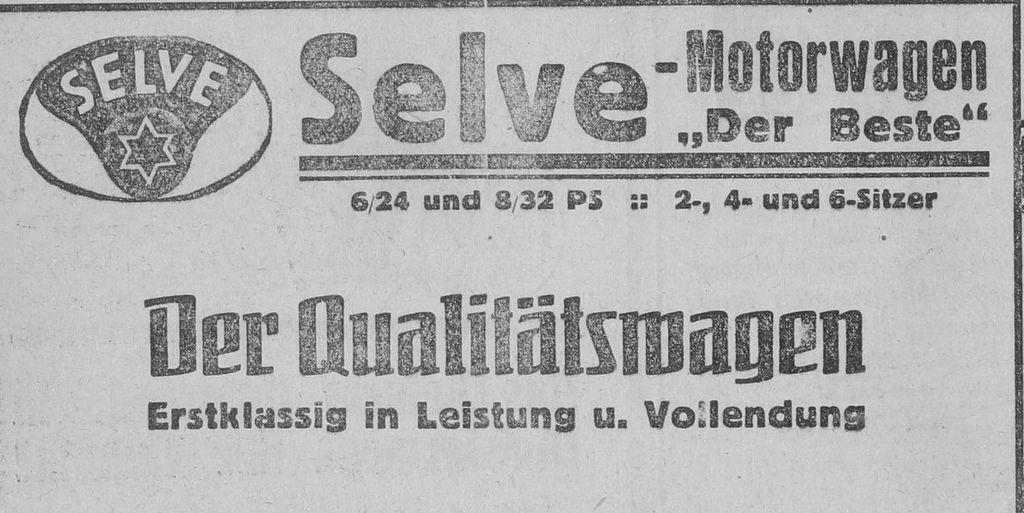 SELVE
Selve-Motorwagen
„Der Beste“
6/24 und 8/32 PS :: 2-, 4- und 6-Sitzer
Der Qualitätswagen
Erstklassig in Leistung u. Vollendung